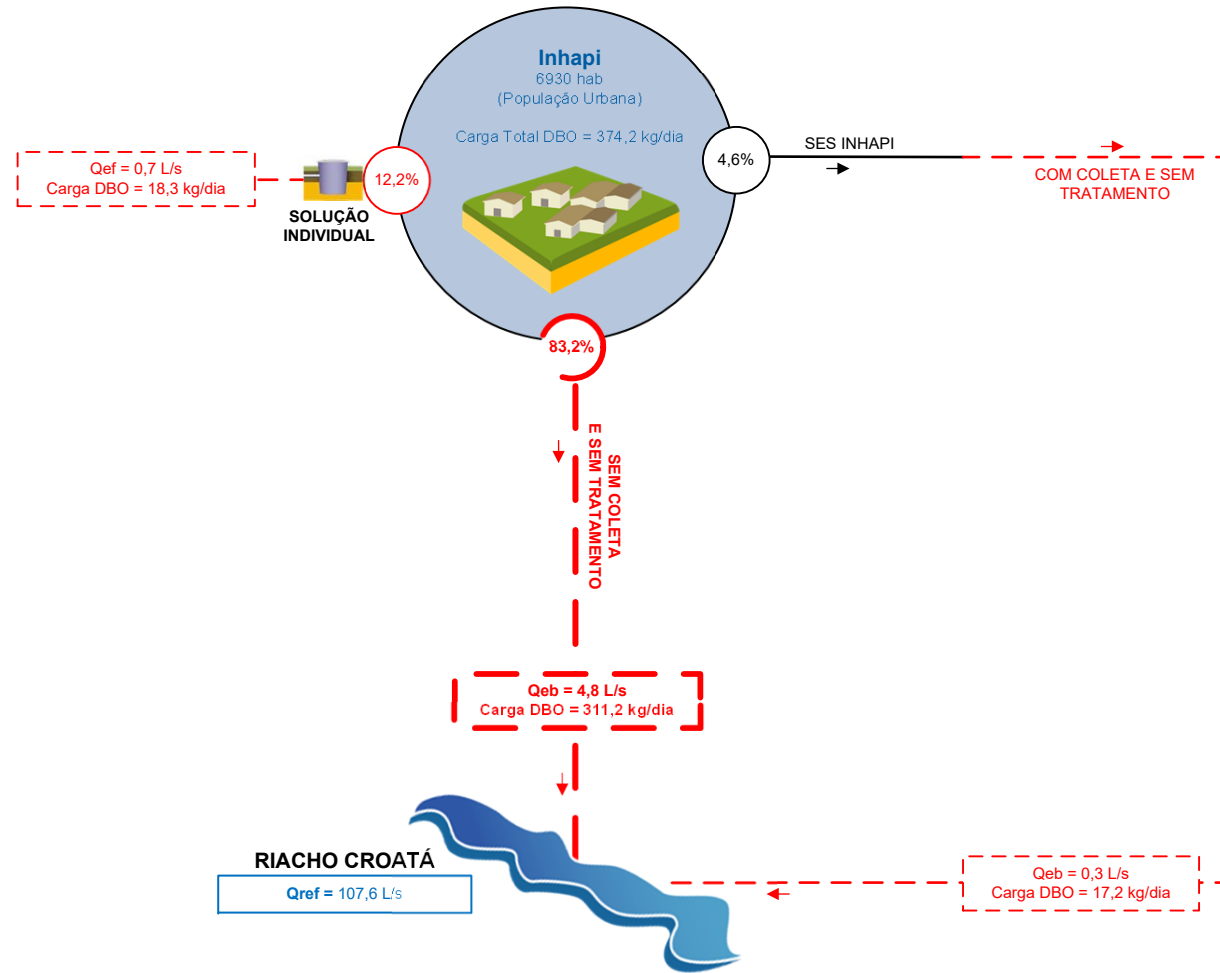 Inhapi
6930 hab
(População Urbana)
Carga Total DBO = 374,2 kg/dia
Qef = 0,7 L/s
Carga DBO = 18,3 kg/dia
12,2%
SOLUÇÃO
INDIVIDUAL
4,6%
SES INHAPI
COM COLETA E SEM
TRATAMENTO
83,2%
SEM COLETA
E SEM TRATAMENTO
Qeb = 4,8 L/s
Carga DBO = 311,2 kg/dia
RIACHO CROATÁ
Qref = 107,6 L/s
Qeb = 0,3 L/s
Carga DBO = 17,2 kg/dia